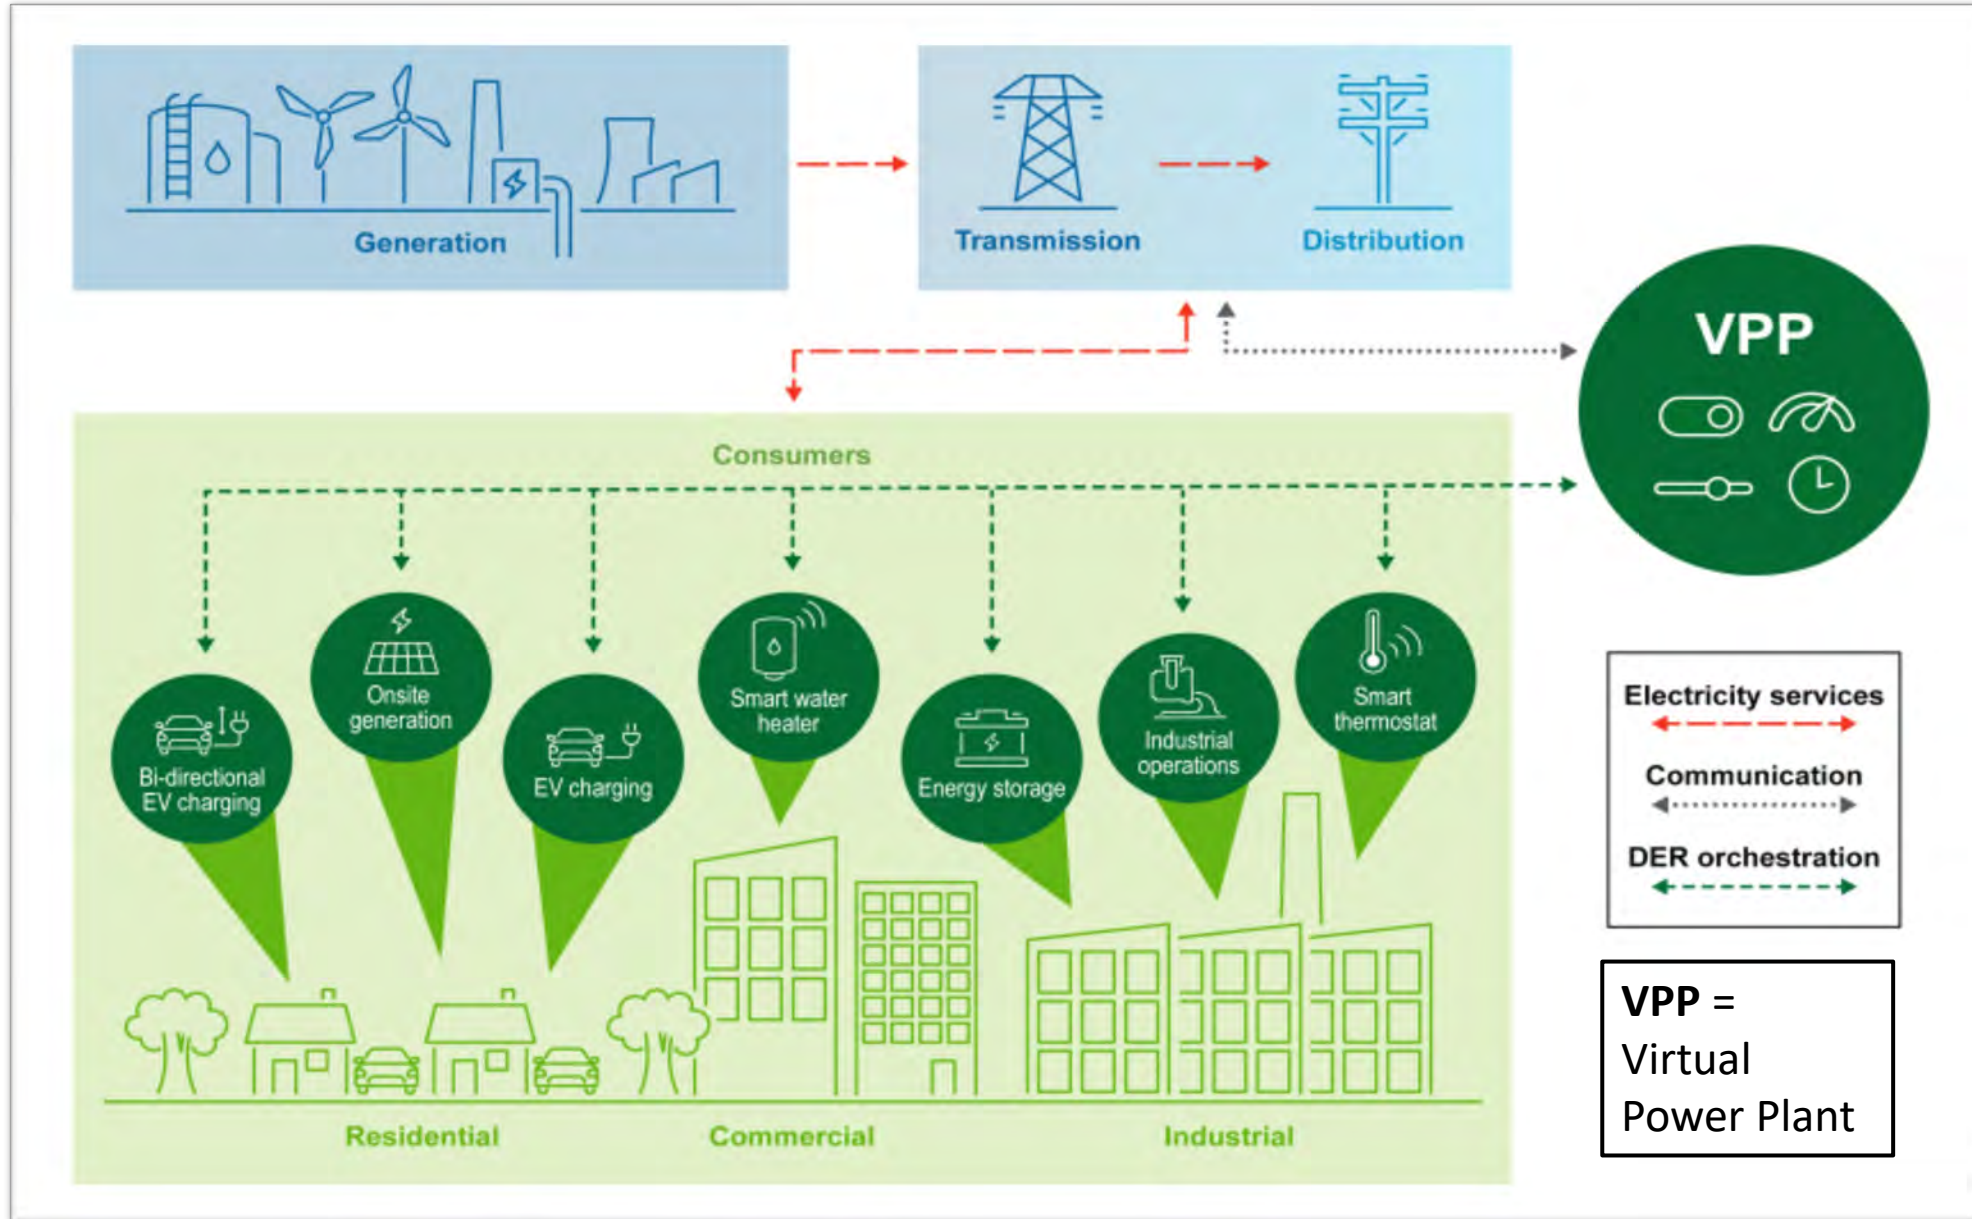 Generation
Transmission
Distribution
VPP
Consumers
Bi-directional
EV charging
Onsite
generation
EV charging
Smart water
heater
Energy storage
Industrial
operations
Smart
thermostat
Residential
Commercial
Industrial
Electricity services
Communication
DER orchestration
VPP =
Virtual
Power Plant